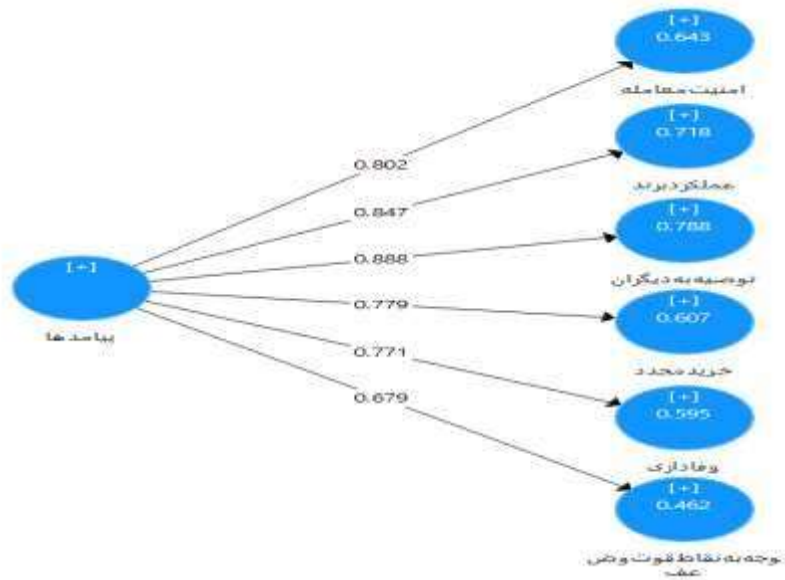 [+]
0.643
امنیت معامله
[+]
0.718
عملکرد برند
[+]
0.788
توصیه به دیگران
[+]
0.607
خرید مجدد
[+]
0.595
وفاداری
[+]
0.462
وجه به نقاط قوت وض
عف
0.802
0.847
0.888
0.779
0.771
0.679
[+]
پیامدها